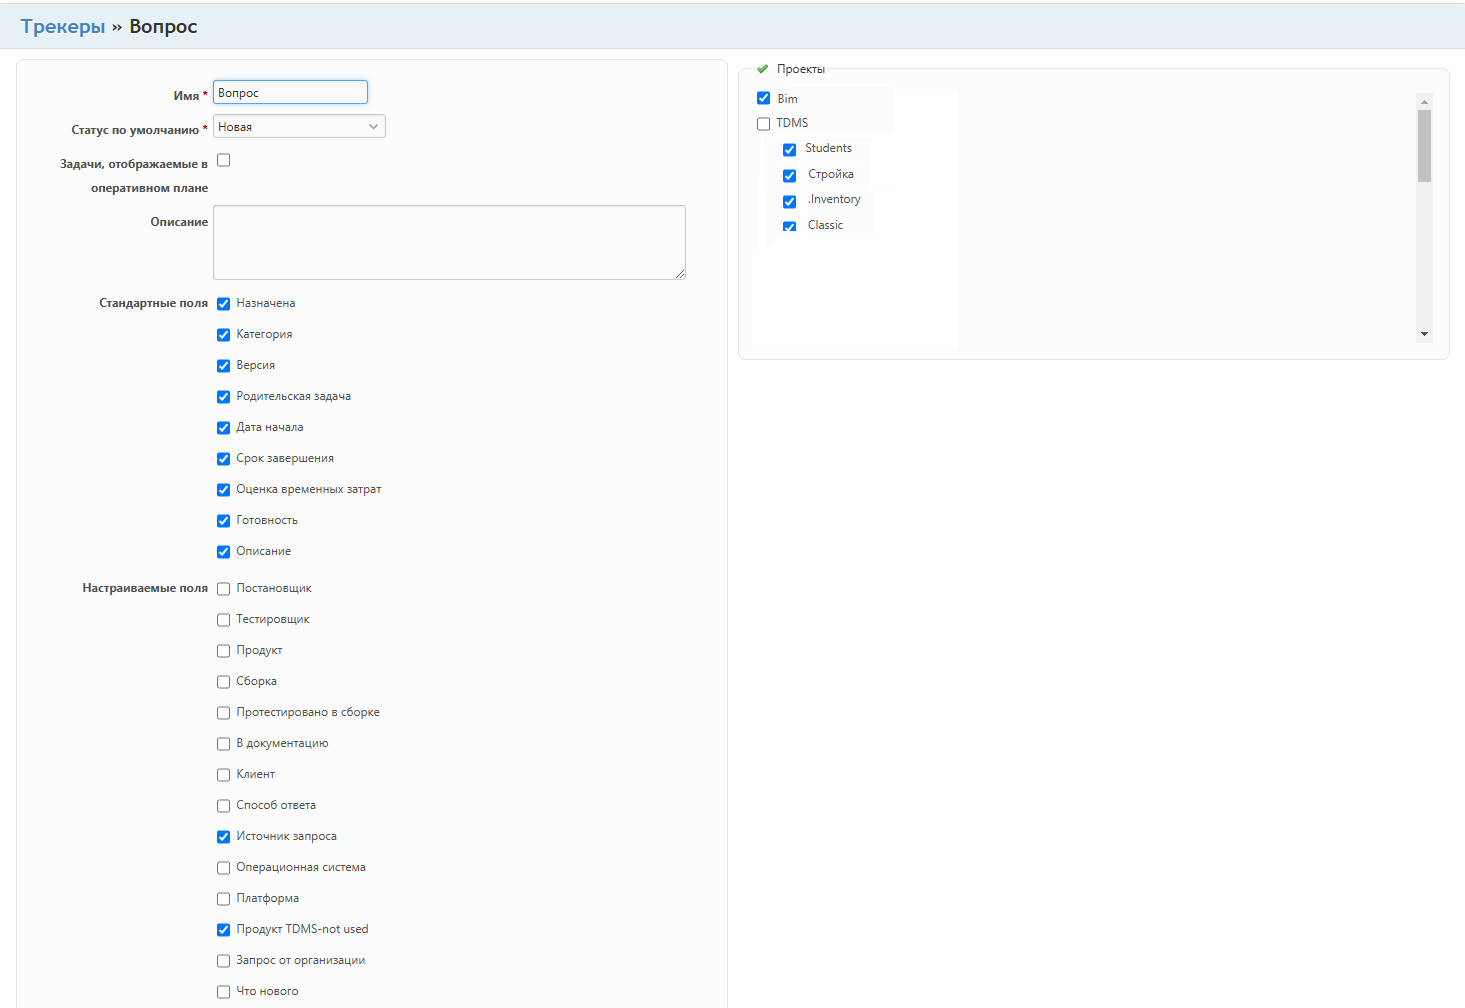 Трекеры » Вопрос
Имя *
Вопрос
Статус по умолчанию *
Новая
Задачи, отображаемые в
оперативном плане
Описание
Стандартные поля
Назначена
Категория
Версия
Родительская задача
Дата начала
Срок завершения
Оценка временных затрат
Готовность
Описание
Настраиваемые поля
Постановщик
Тестировщик
Продукт
Сборка
Протестировано в сборке
В документацию
Клиент
Способ ответа
Источник запроса
Операционная система
Платформа
Продукт TDMS-not used
Запрос от организации
Что нового
Проекты
Bim
TDMS
Students
Стройка
.Inventory
Classic